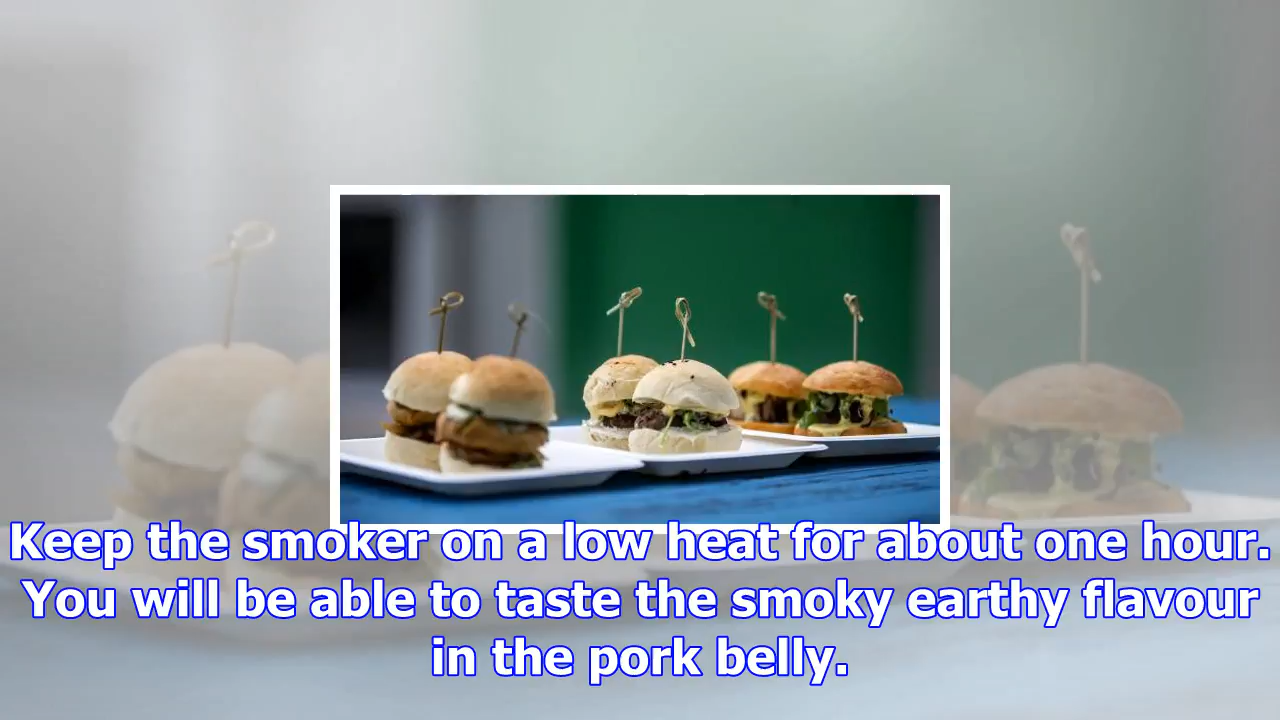 Keep the smoker on a low heat for about one hour.
You will be able to taste the smoky earthy flavour
in the pork belly.